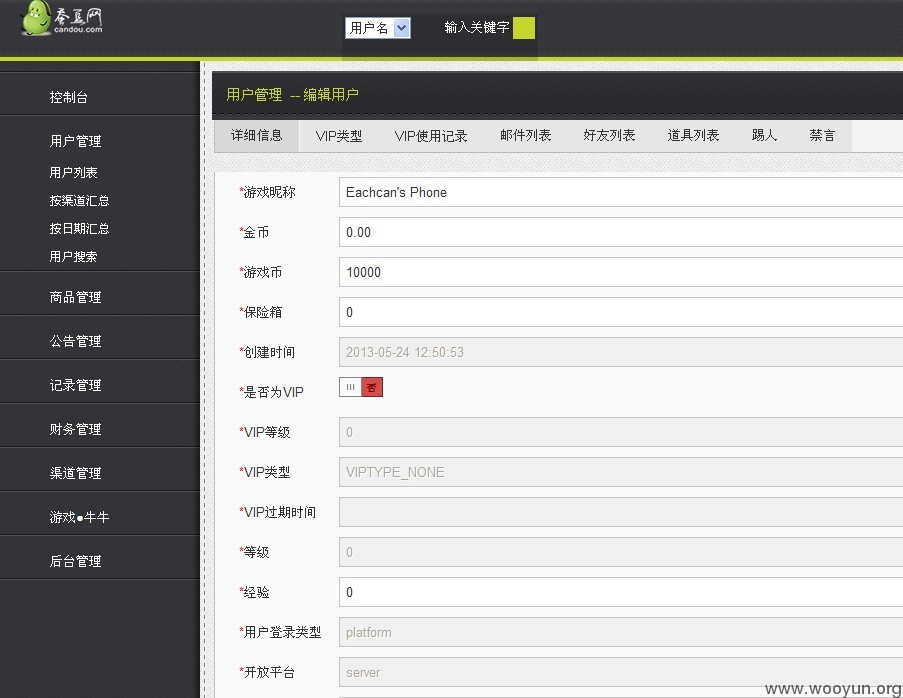 蚕豆网
candou.com
用户名 输入关键字
控制台
用户管理
用户列表
按渠道汇总
按日期汇总
用户搜索
商品管理
公告管理
记录管理
财务管理
渠道管理
游戏●牛牛
后台管理
用户管理 -- 编辑用户
详细信息 VIP类型 VIP使用记录 邮件列表 好友列表 道具列表 踢人 禁言
*游戏昵称 Eachcan's Phone
*金币 0.00
*游戏币 10000
*保险箱 0
*创建时间 2013-05-24 12:50:53
*是否为VIP 否
*VIP等级 0
*VIP类型 VIPTYPE_NONE
*VIP过期时间
*等级 0
*经验 0
*用户登录类型 platform
*开放平台 server
www.wooyun.org